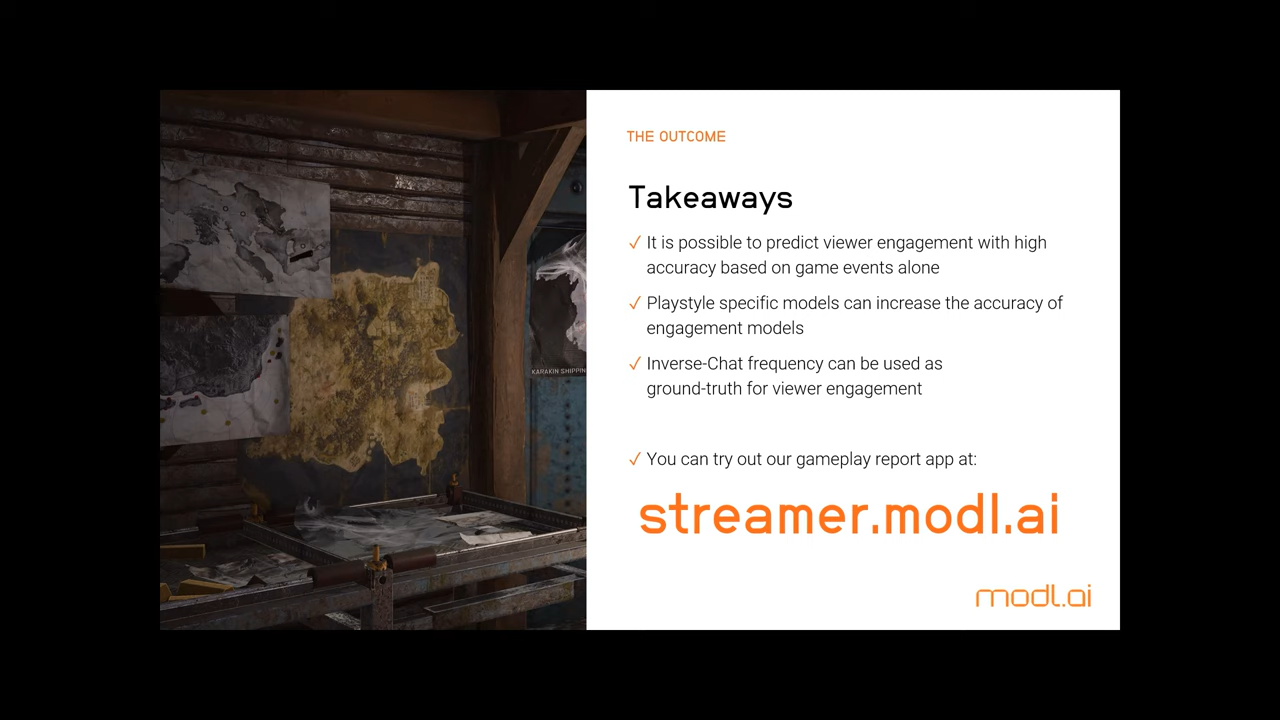 THE OUTCOME
Takeaways
✓ It is possible to predict viewer engagement with high
accuracy based on game events alone
✓ Playstyle specific models can increase the accuracy of
engagement models
✓ Inverse-Chat frequency can be used as
ground-truth for viewer engagement
✓ You can try out our gameplay report app at:
streamer.modl.ai
modl.ai
KARAKIN SHIPPIN